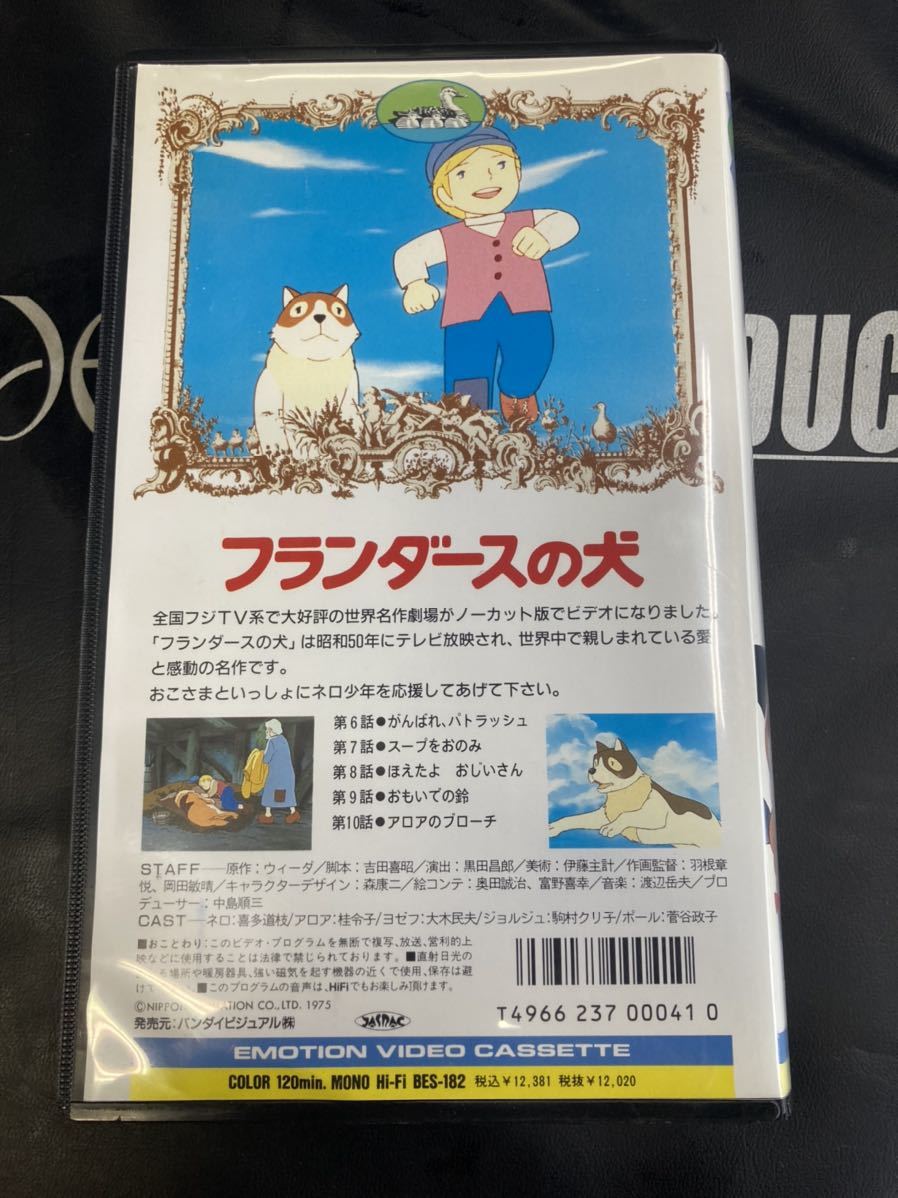 DUC
フランダースの犬
全国フジTV系で大好評の世界名作劇場がノーカット版でビデオになりました。
「フランダースの犬」は昭和50年にテレビ放映され、世界中で親しまれている愛
と感動の名作です。
おこさまといっしょにネロ少年を応援してあげて下さい。
第6話●がんばれ、パトラッシュ
第7話●スープをおのみ
第8話●ほえたよ おじいさん
第9話●おもいでの鈴
第10話●アロアのブローチ
STAFF──原作:ウィーダ/脚本:吉田喜昭/演出:黒田昌郎/美術:伊藤主計/作画監督:羽根章
悦、岡田敏晴/キャラクターデザイン:森康二/絵コンテ:奥田誠治、富野喜幸/音楽:渡辺岳夫/プロ
デューサー:中島順三
CAST──ネロ:喜多道枝/アロア:桂令子/ヨゼフ:大木民夫/ジョルジュ:駒村クリ子/ポール:菅谷政子
■おことわり:このビデオ・プログラムを無断で複写、放送、営利的上
映などに使用することは法律で禁じられております。■直射日光の
る場所や暖房器具、強い磁気を起す機器の近くで使用、保存は避
けて ■このプログラムの音声は、HiFiでもお楽しみ頂けます。
©NIPPON ANIMATION CO., LTD. 1975
発売元:バンダイビジュアル(株)
JASRAC
T4966 237 00041 0
EMOTION VIDEO CASSETTE
COLOR 120min. MONO Hi-Fi BES-182 税込¥12,381 税抜¥12,020